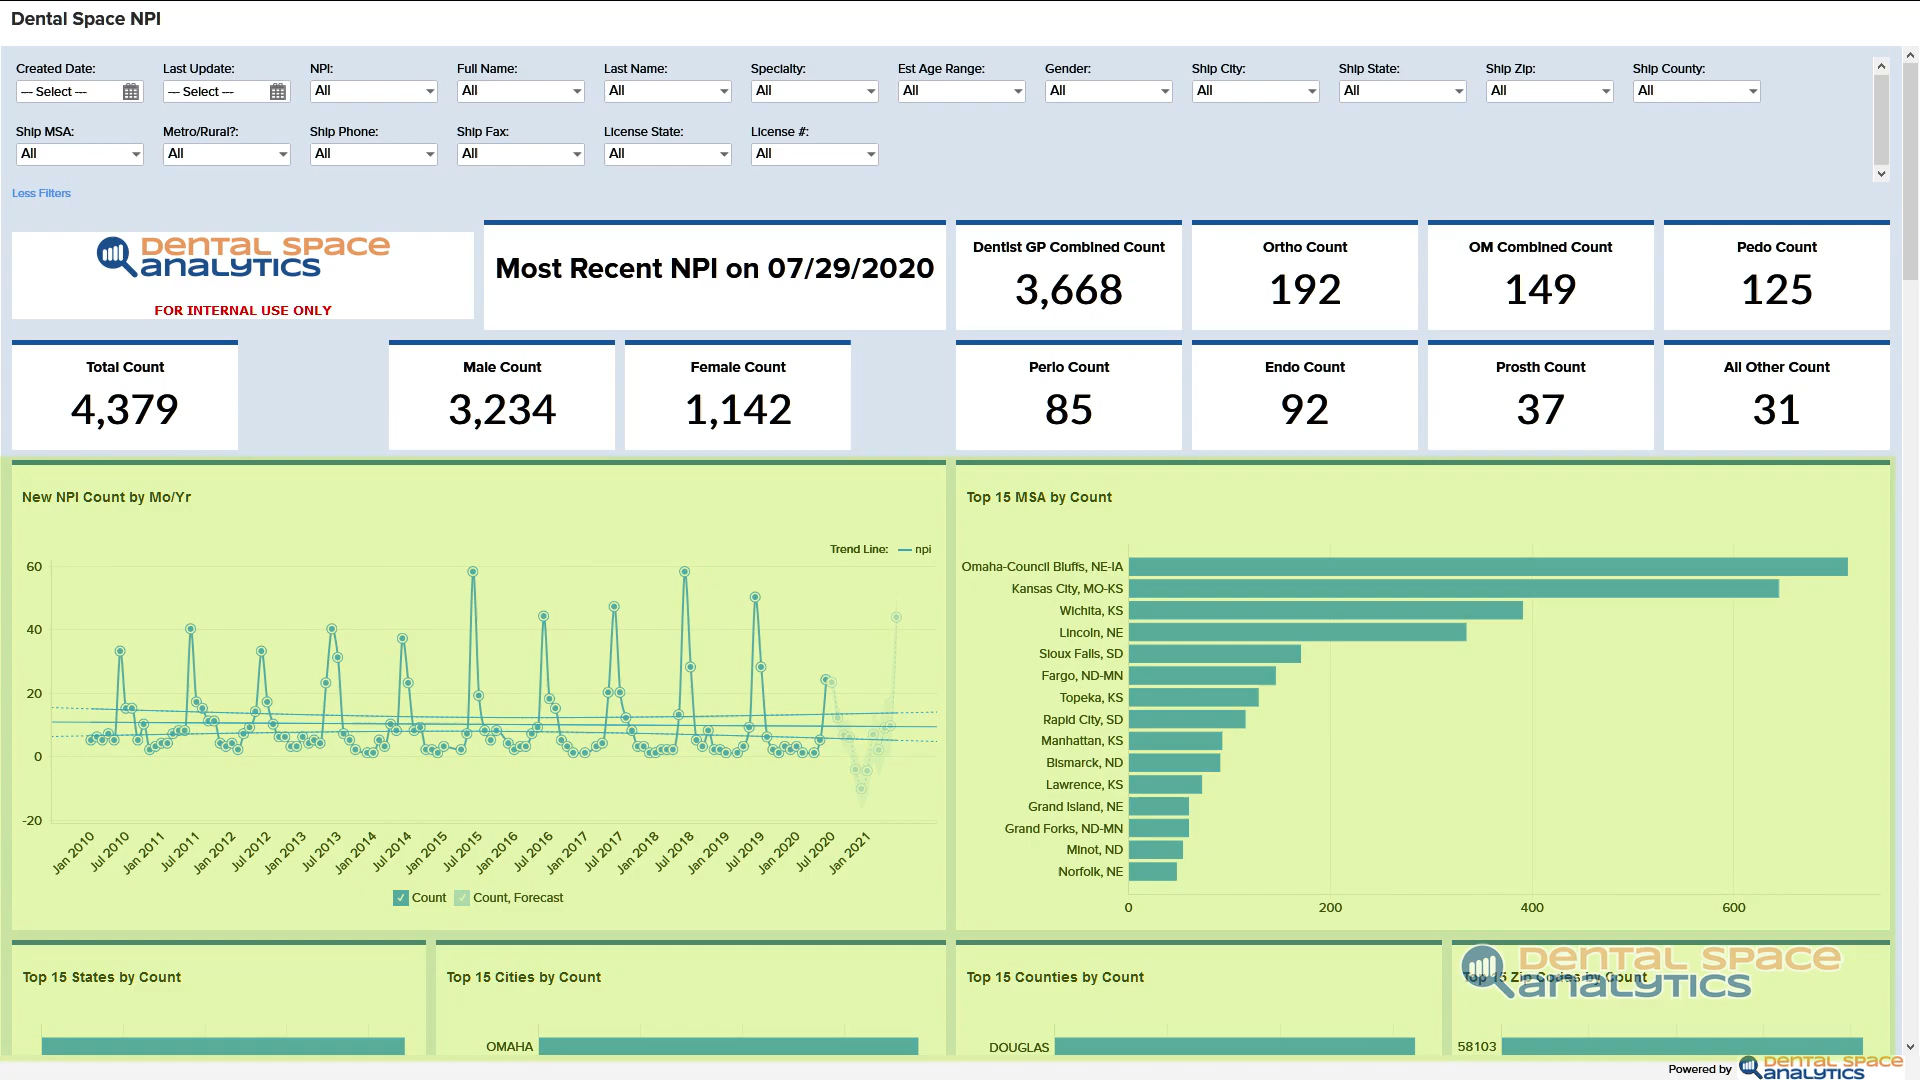 Dental Space NPI
Created Date: Last Update: NPI: Full Name: Last Name: Specialty: Est Age Range: Gender: Ship City: Ship State: Ship Zip: Ship County:
--- Select --- --- Select --- All All All All All All All All All All
Ship MSA: Metro/Rural?: Ship Phone: Ship Fax: License State: License #:
All All All All All All
Less Filters
DENTAL SPACE
ANALYTICS
FOR INTERNAL USE ONLY
Most Recent NPI on 07/29/2020
Dentist GP Combined Count
3,668
Ortho Count
192
OM Combined Count
149
Pedo Count
125
Total Count
4,379
Male Count
3,234
Female Count
1,142
Perio Count
85
Endo Count
92
Prosth Count
37
All Other Count
31
New NPI Count by Mo/Yr
Trend Line: npi
60
40
20
0
-20
Jan 2010 Jul 2010 Jan 2011 Jul 2011 Jan 2012 Jul 2012 Jan 2013 Jul 2013 Jan 2014 Jul 2014 Jan 2015 Jul 2015 Jan 2016 Jul 2016 Jan 2017 Jul 2017 Jan 2018 Jul 2018 Jan 2019 Jul 2019 Jan 2020 Jul 2020 Jan 2021
Count Count, Forecast
Top 15 MSA by Count
Omaha-Council Bluffs, NE-IA
Kansas City, MO-KS
Wichita, KS
Lincoln, NE
Sioux Falls, SD
Fargo, ND-MN
Topeka, KS
Rapid City, SD
Manhattan, KS
Bismarck, ND
Lawrence, KS
Grand Island, NE
Grand Forks, ND-MN
Minot, ND
Norfolk, NE
0 200 400 600
Top 15 States by Count
Top 15 Cities by Count
OMAHA
Top 15 Counties by Count
DOUGLAS
Top 15 Zip Codes by Count
58103
DENTAL SPACE
ANALYTICS
Powered by
DENTAL SPACE
ANALYTICS